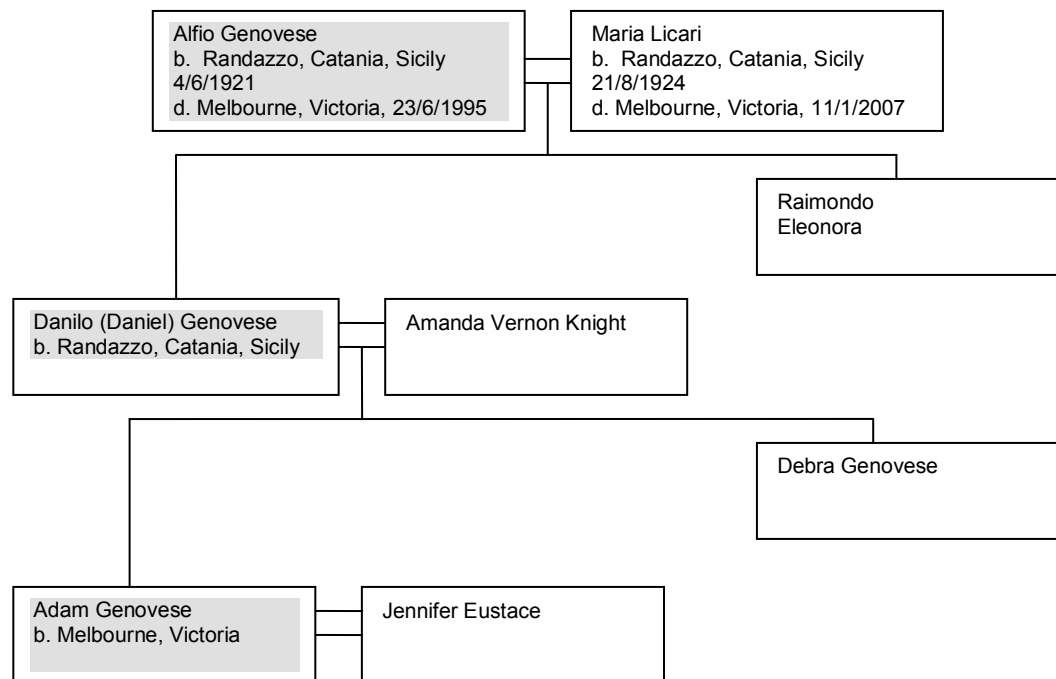 Alfio Genovese
b.  Randazzo, Catania, Sicily
4/6/1921
d. Melbourne, Victoria, 23/6/1995
Maria Licari
b.  Randazzo, Catania, Sicily
21/8/1924
d. Melbourne, Victoria, 11/1/2007
Raimondo
Eleonora
Danilo (Daniel) Genovese
b. Randazzo, Catania, Sicily
Amanda Vernon Knight
Debra Genovese
Adam Genovese
b. Melbourne, Victoria
Jennifer Eustace